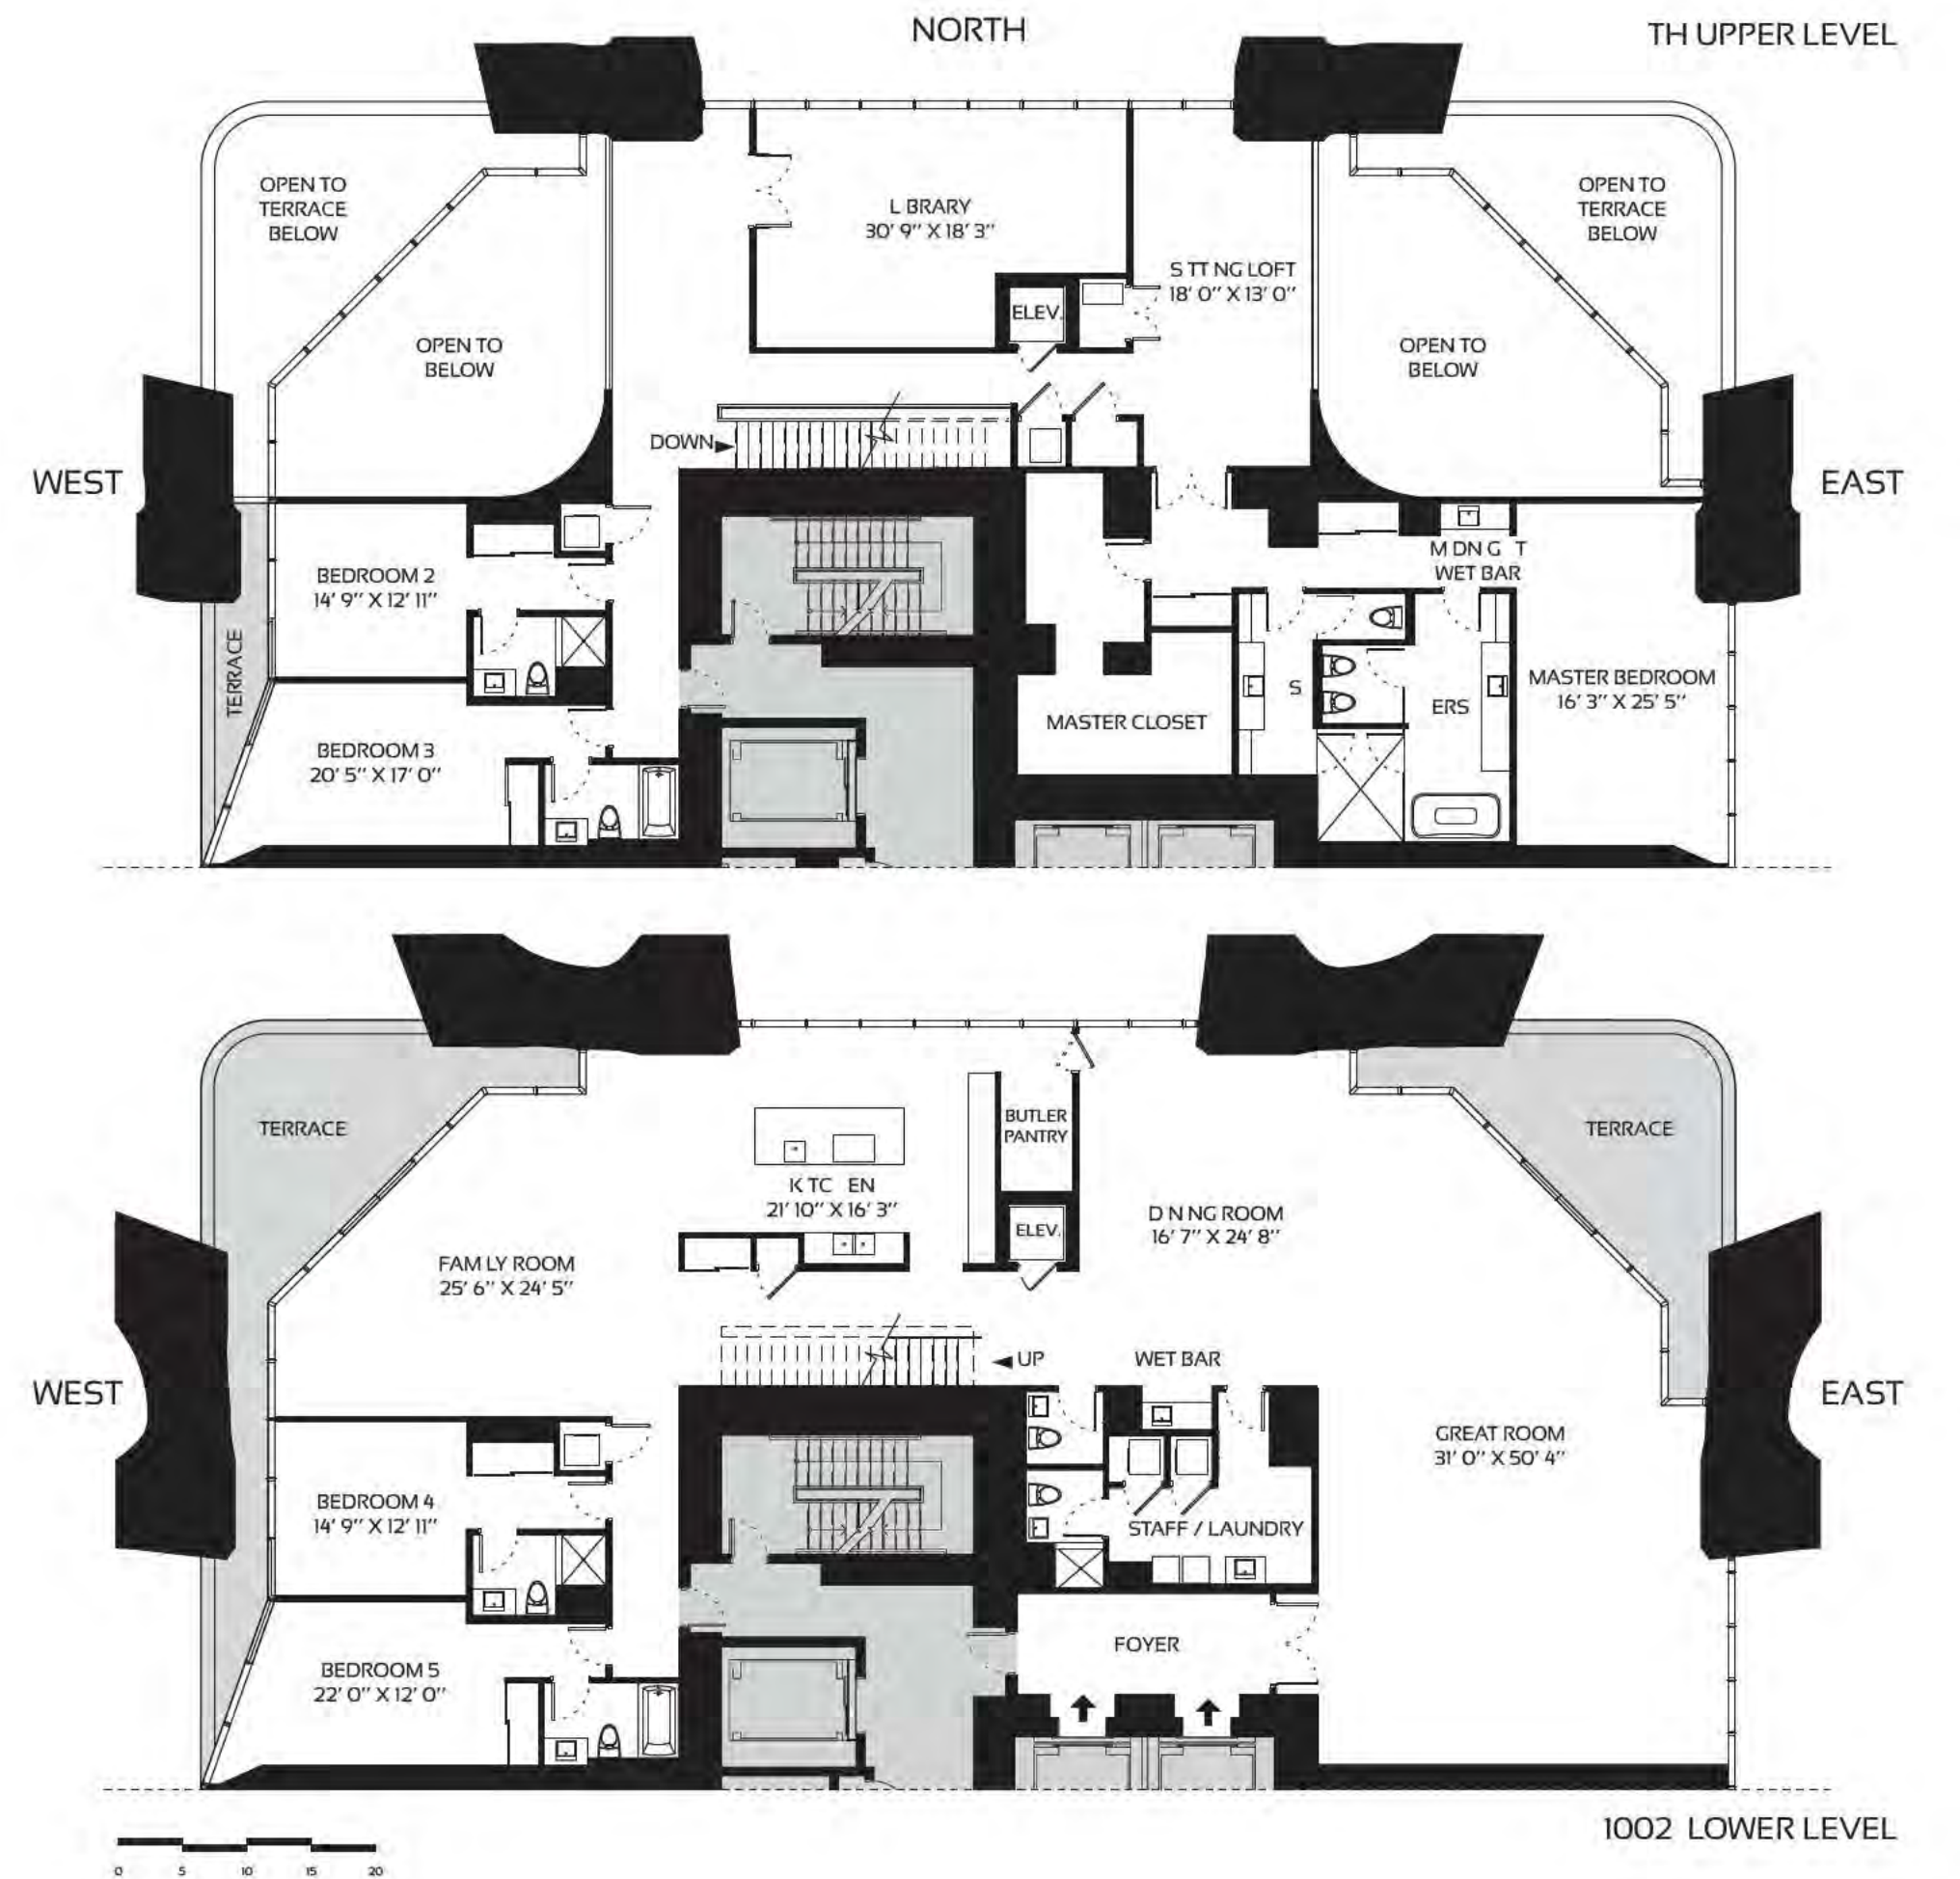 NORTH
TH UPPER LEVEL
OPEN TO
TERRACE
BELOW
L BRARY
30' 9" X 18' 3"
OPEN TO
TERRACE
BELOW
S TT NG LOFT
18' 0" X 13' 0"
ELEV.
OPEN TO
BELOW
OPEN TO
BELOW
DOWN
WEST
EAST
BEDROOM 2
14' 9" X 12' 11"
M DN G T
WET BAR
TERRACE
MASTER BEDROOM
16' 3" X 25' 5"
S
ERS
MASTER CLOSET
BEDROOM 3
20' 5" X 17' 0"
TERRACE
BUTLER
PANTRY
TERRACE
K TC EN
21' 10" X 16' 3"
D N NG ROOM
16' 7" X 24' 8"
ELEV.
FAM LY ROOM
25' 6" X 24' 5"
UP
WET BAR
WEST
EAST
GREAT ROOM
31' 0" X 50' 4"
BEDROOM 4
14' 9" X 12' 11"
STAFF / LAUNDRY
FOYER
BEDROOM 5
22' 0" X 12' 0"
1002 LOWER LEVEL
0 5 10 15 20